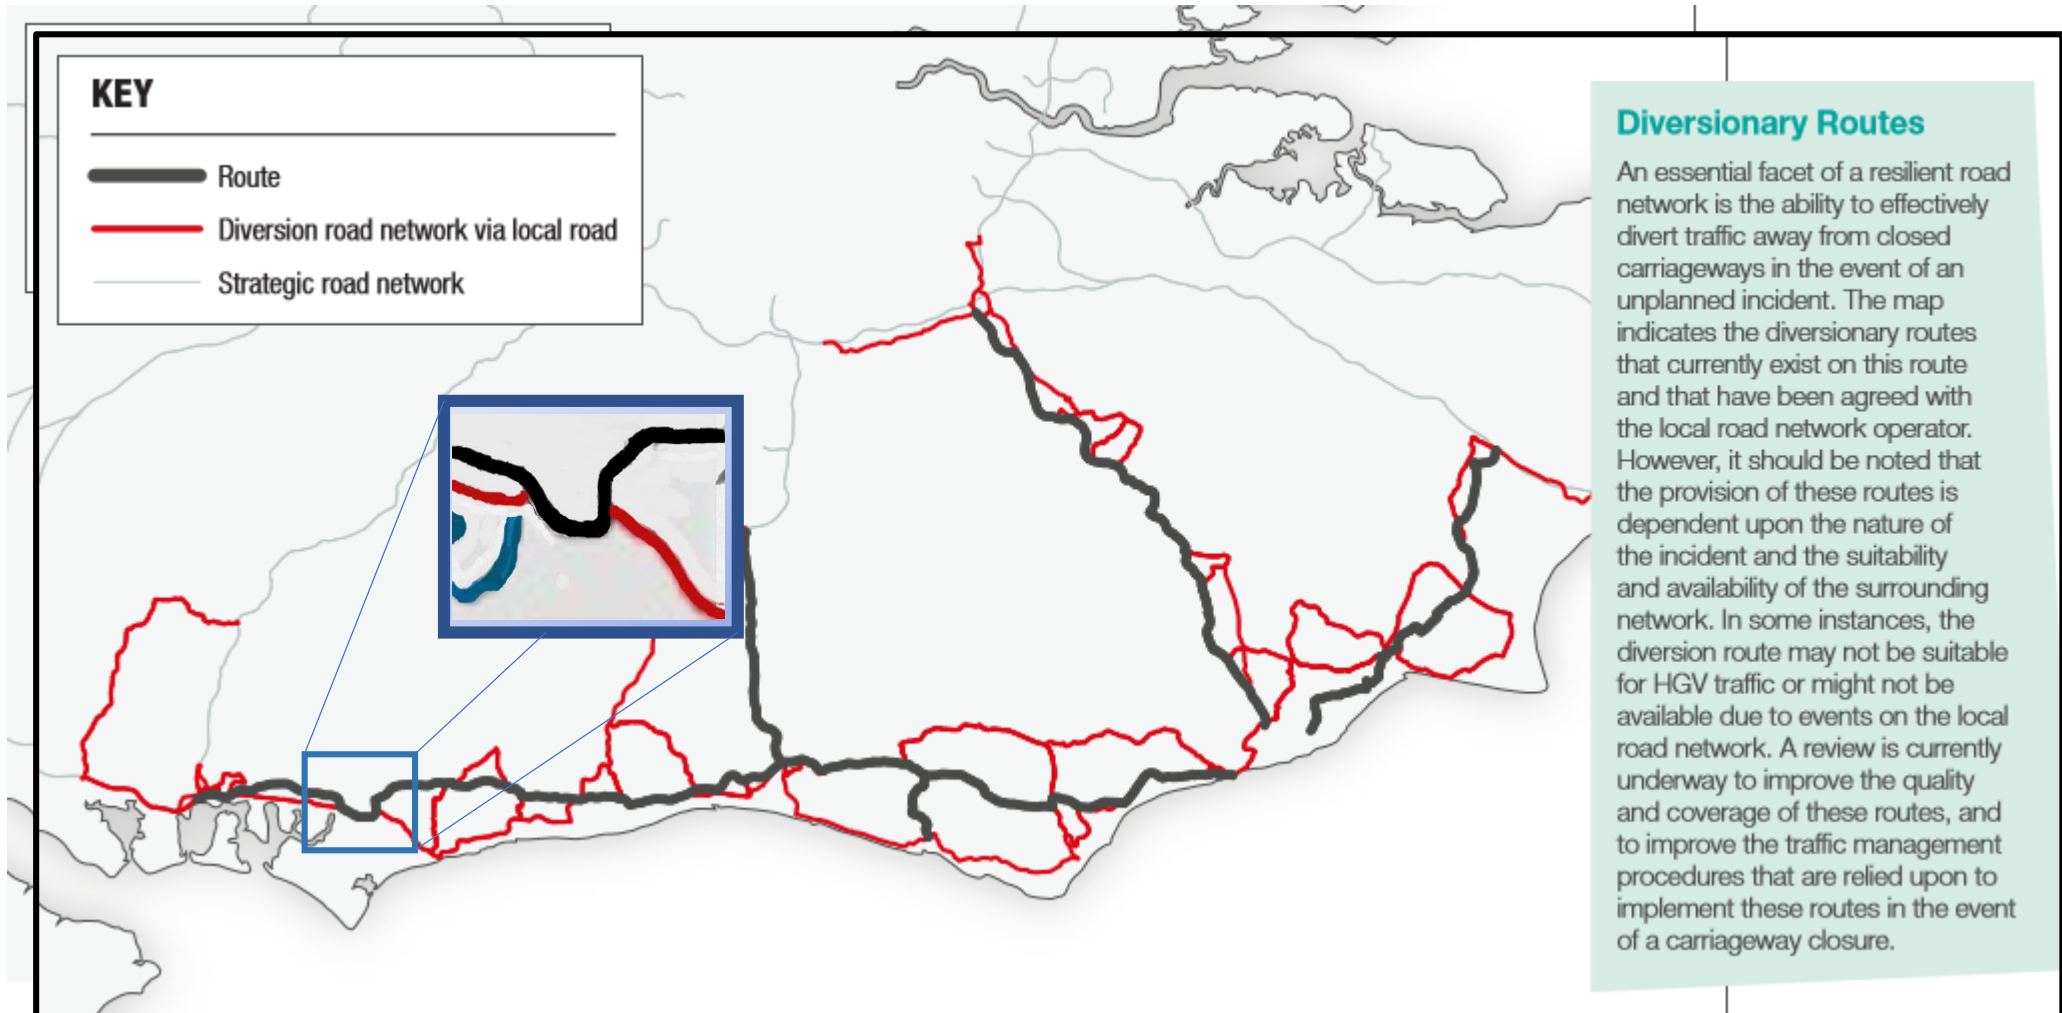 KEY
Route
Diversion road network via local road
Strategic road network
Diversionary Routes
An essential facet of a resilient road
network is the ability to effectively
divert traffic away from closed
carriageways in the event of an
unplanned incident. The map
indicates the diversionary routes
that currently exist on this route
and that have been agreed with
the local road network operator.
However, it should be noted that
the provision of these routes is
dependent upon the nature of
the incident and the suitability
and availability of the surrounding
network. In some instances, the
diversion route may not be suitable
for HGV traffic or might not be
available due to events on the local
road network. A review is currently
underway to improve the quality
and coverage of these routes, and
to improve the traffic management
procedures that are relied upon to
implement these routes in the event
of a carriageway closure.